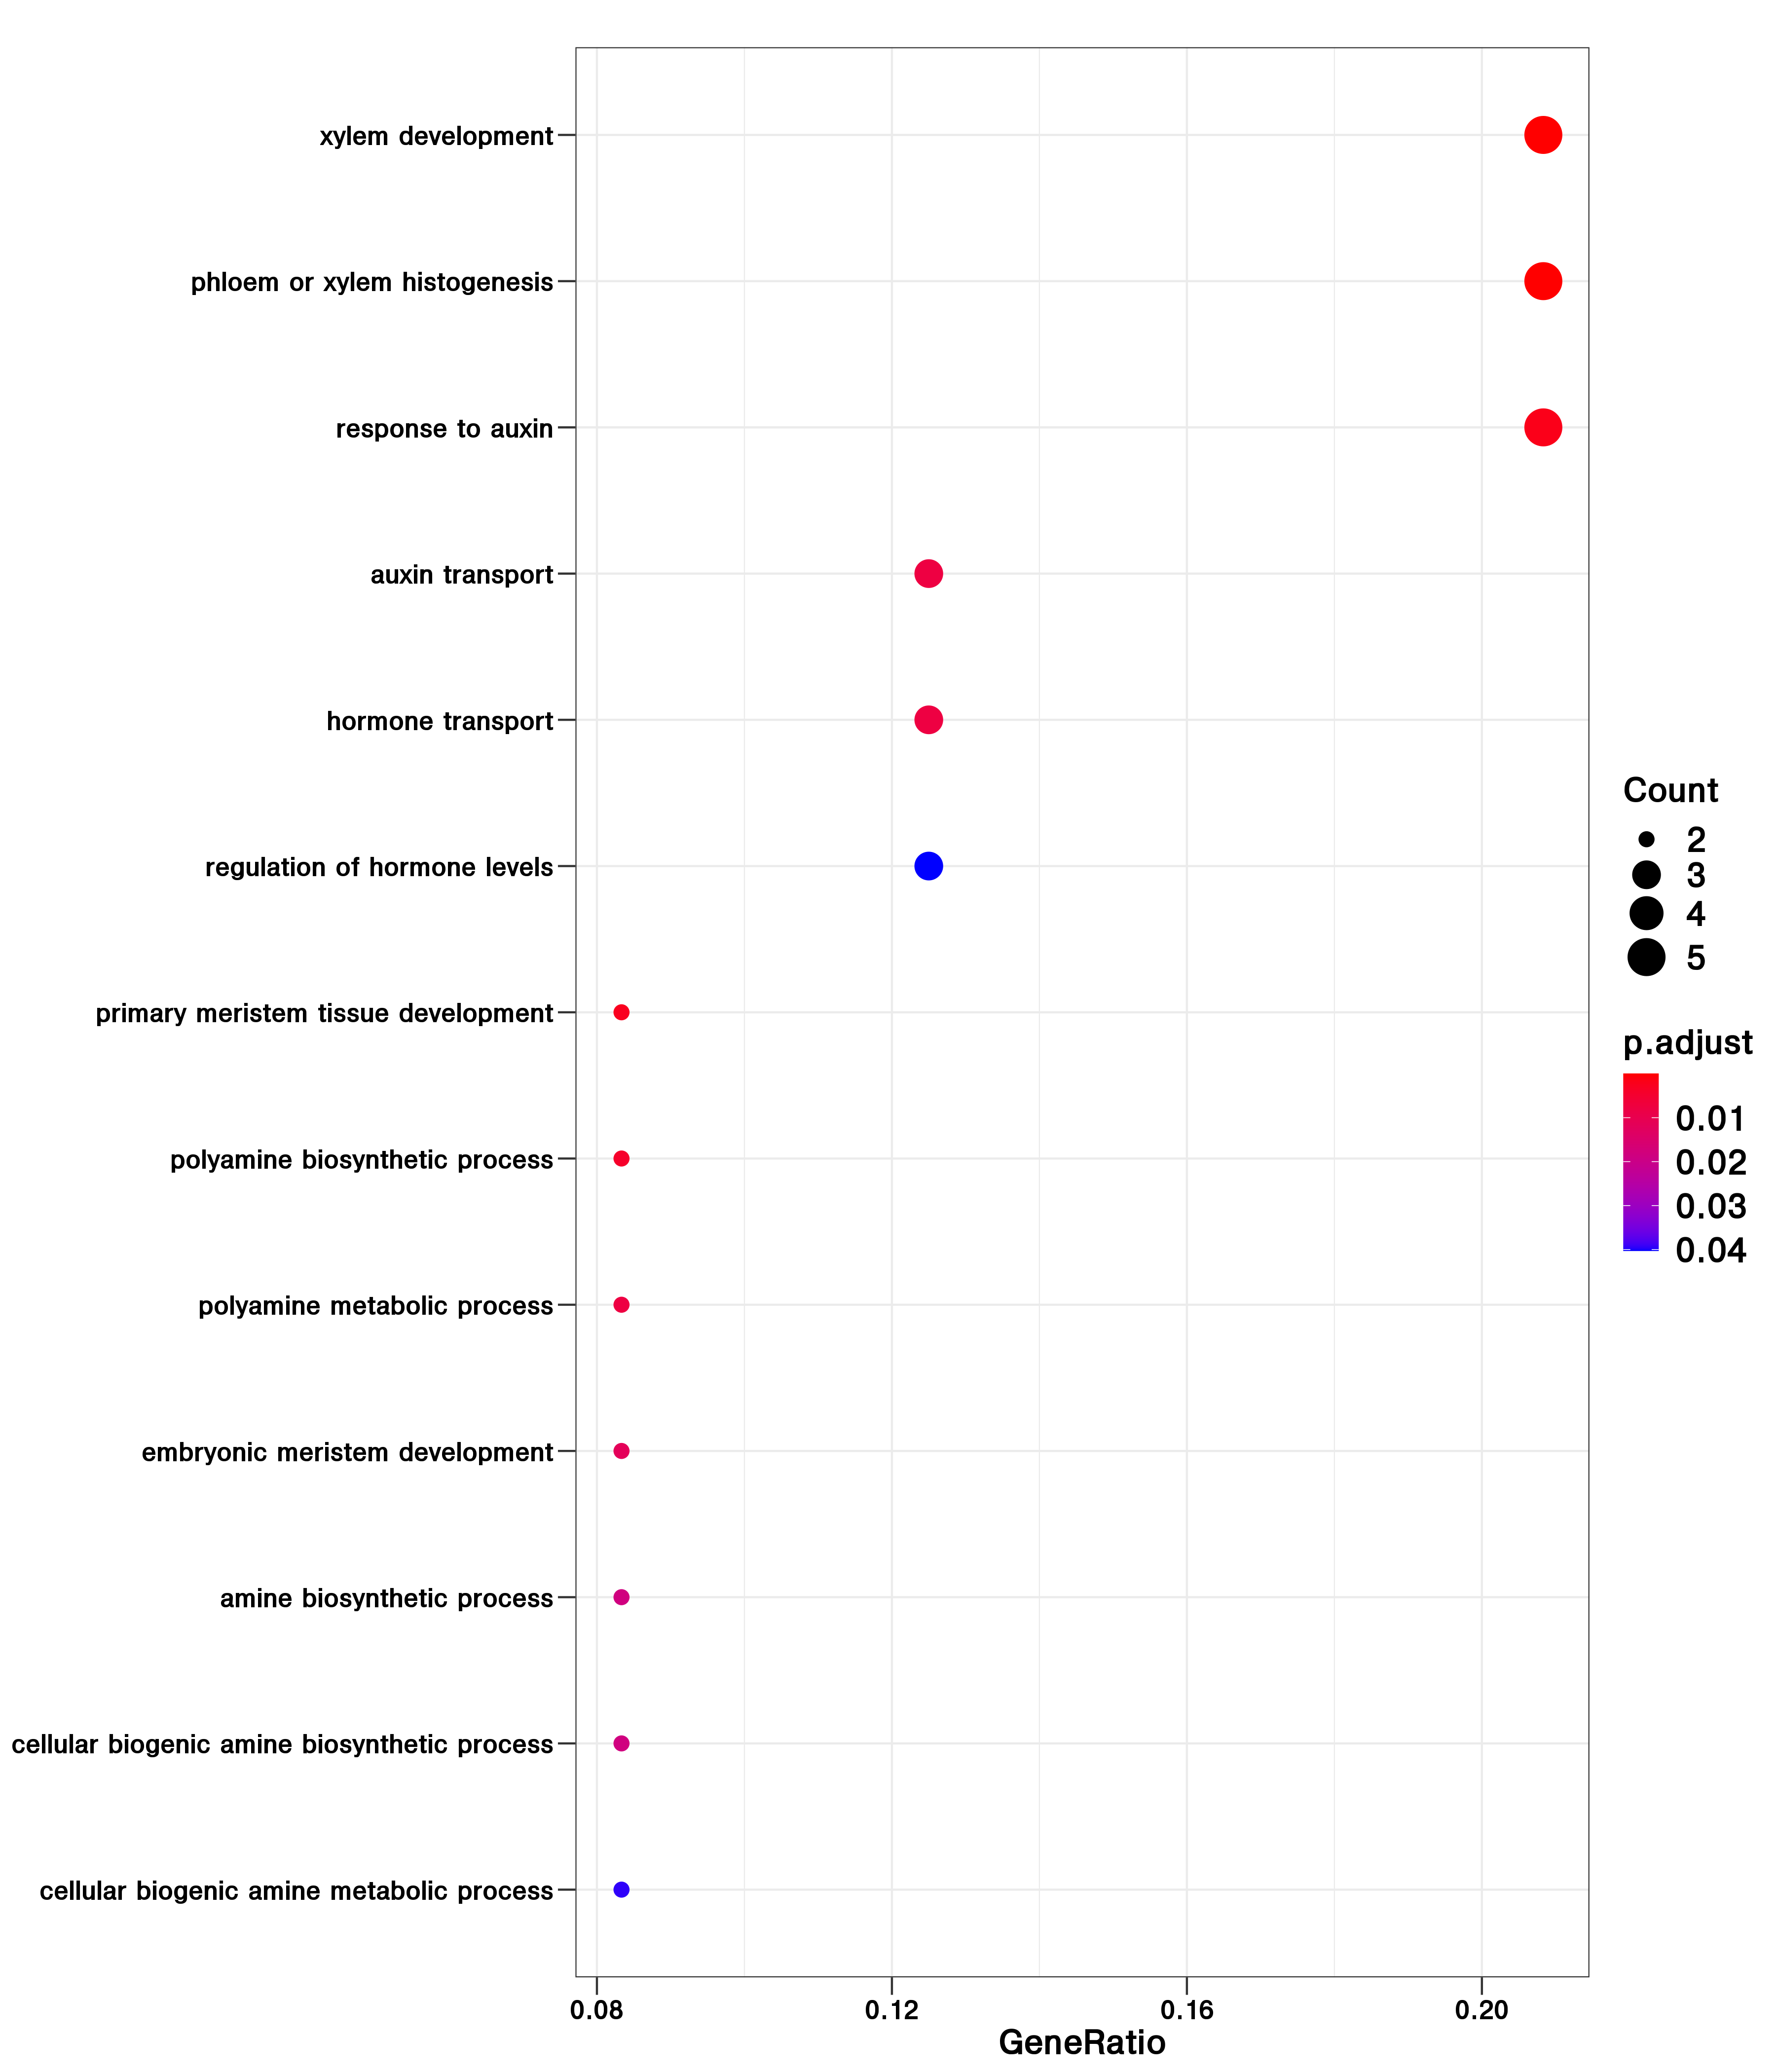 xylem development
phloem or xylem histogenesis
response to auxin
auxin transport
hormone transport
regulation of hormone levels
primary meristem tissue development
polyamine biosynthetic process
polyamine metabolic process
embryonic meristem development
amine biosynthetic process
cellular biogenic amine biosynthetic process
cellular biogenic amine metabolic process
0.08 0.12 0.16 0.20
GeneRatio
Count
2
3
4
5
p.adjust
0.01
0.02
0.03
0.04